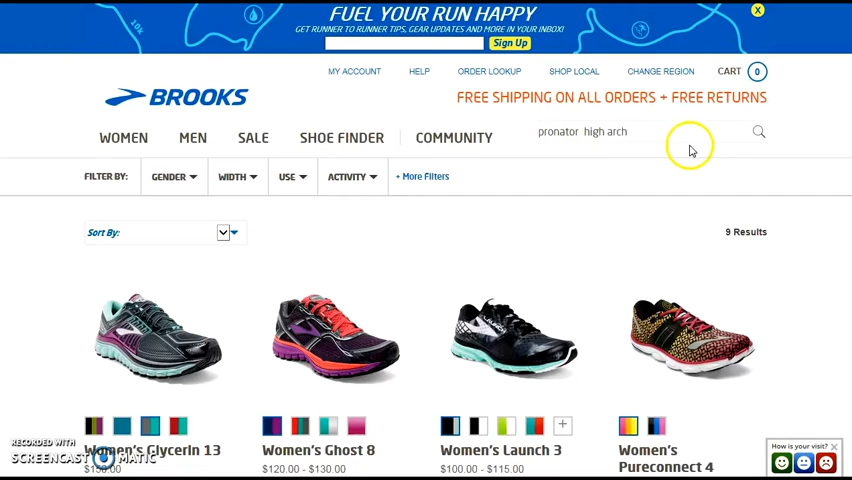 FUEL YOUR RUN HAPPY
GET RUNNER TO RUNNER TIPS, GEAR UPDATES AND MORE IN YOUR INBOX!
Sign Up
X
10k
MY ACCOUNT HELP ORDER LOOKUP SHOP LOCAL CHANGE REGION CART 0
BROOKS
FREE SHIPPING ON ALL ORDERS + FREE RETURNS
WOMEN MEN SALE SHOE FINDER COMMUNITY pronator high arch
FILTER BY: GENDER WIDTH USE ACTIVITY + More Filters
Sort By: 9 Results
LAUNCH
Women's Glycerin 13 Women's Ghost 8 Women's Launch 3 Women's
Pureconnect 4
$150.00 $120.00 - $130.00 $100.00 - $115.00
RECORDED WITH
SCREENCAST MATIC
How is your visit?